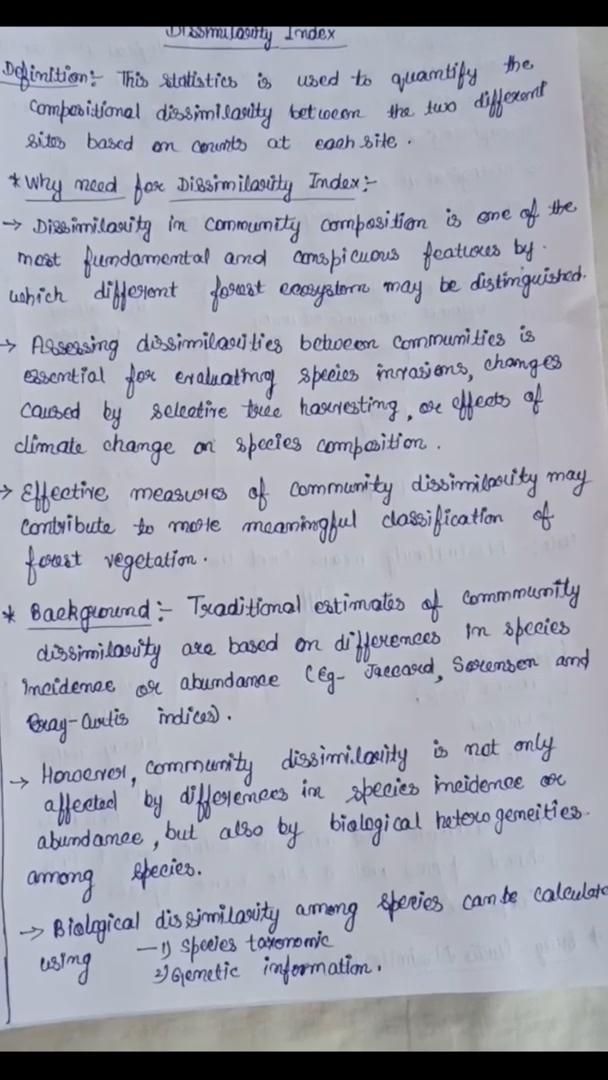 Dissimilarity Index
Definition:- This statistics is used to quantify the
compositional dissimilarity between the two different
sites based on counts at each site.
* Why need for Dissimilarity Index:-
→ Dissimilarity in community composition is one of the
most fundamental and conspicuous features by
which different forest ecosystem may be distinguished.
→ Assessing dissimilarities between communities is
essential for evaluating species invasions, changes
caused by selective tree harvesting, or effects of
climate change on species composition.
→ Effective measures of community dissimilarity may
contribute to more meaningful classification of
forest vegetation.
* Background:- Traditional estimates of commmunity
dissimilarity are based on differences in species
incidence or abundance (Eg- Jaccard, Sorensen and
Bray-Curtis indices).
→ However, community dissimilarity is not only
affected by differences in species incidence or
abundance, but also by biological heterogeneities
among species.
→ Biological dissimilarity among species can be calculate
using — 1) species taxonomic
2) Genetic information.